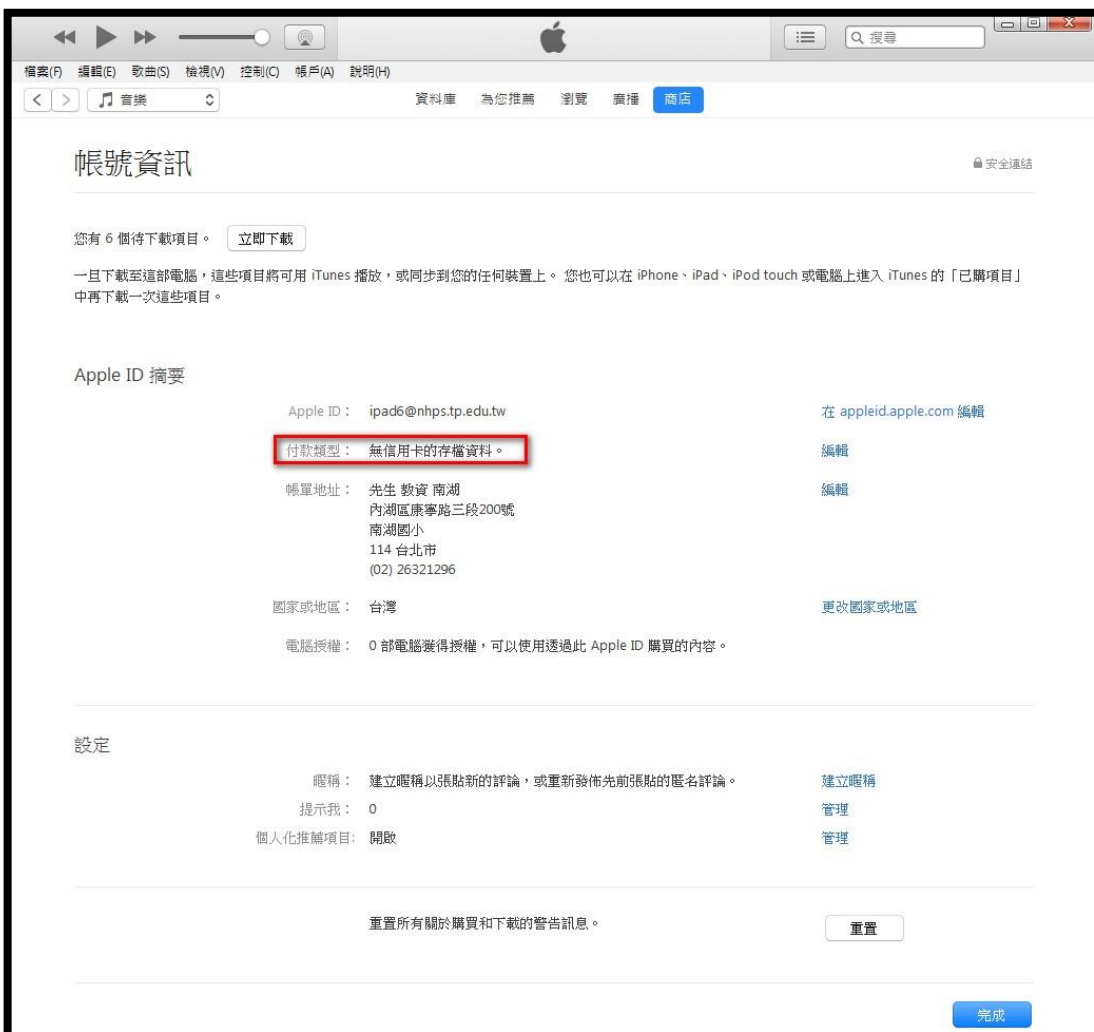 搜尋
檔案(F) 編輯(E) 歌曲(S) 檢視(V) 控制(C) 帳戶(A) 說明(H)
音樂 資料庫 為您推薦 瀏覽 廣播 商店
帳號資訊 安全連結
您有 6 個待下載項目。 立即下載
一旦下載至這部電腦，這些項目將可用 iTunes 播放，或同步到您的任何裝置上。 您也可以在 iPhone、iPad、iPod touch 或電腦上進入 iTunes 的「已購項目」
中再下載一次這些項目。
Apple ID 摘要
Apple ID： ipad6@nhps.tp.edu.tw 在 appleid.apple.com 編輯
付款類型： 無信用卡的存檔資料。 編輯
帳單地址： 先生 教資 南湖 編輯
內湖區康寧路三段200號
南湖國小
114 台北市
(02) 26321296
國家或地區： 台灣 更改國家或地區
電腦授權： 0 部電腦獲得授權，可以使用透過此 Apple ID 購買的內容。
設定
暱稱： 建立暱稱以張貼新的評論，或重新發佈先前張貼的匿名評論。 建立暱稱
提示我： 0 管理
個人化推薦項目: 開啟 管理
重置所有關於購買和下載的警告訊息。 重置
完成